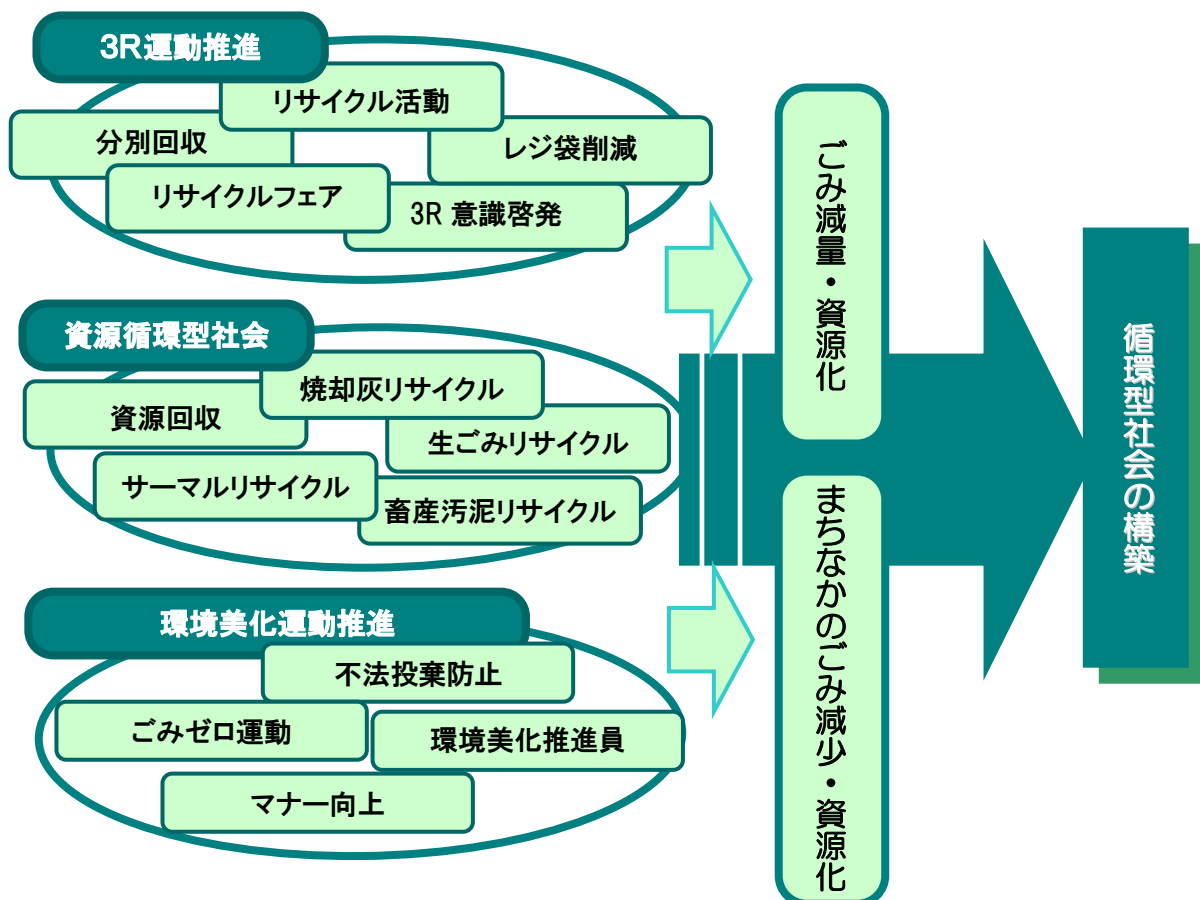 3R運動推進
リサイクル活動
分別回収
レジ袋削減
リサイクルフェア
3R 意識啓発
資源循環型社会
焼却灰リサイクル
資源回収
生ごみリサイクル
サーマルリサイクル
畜産汚泥リサイクル
環境美化運動推進
不法投棄防止
ごみゼロ運動
環境美化推進員
マナー向上
ごみ減量・資源化
まちなかのごみ減少・資源化
循環型社会の構築